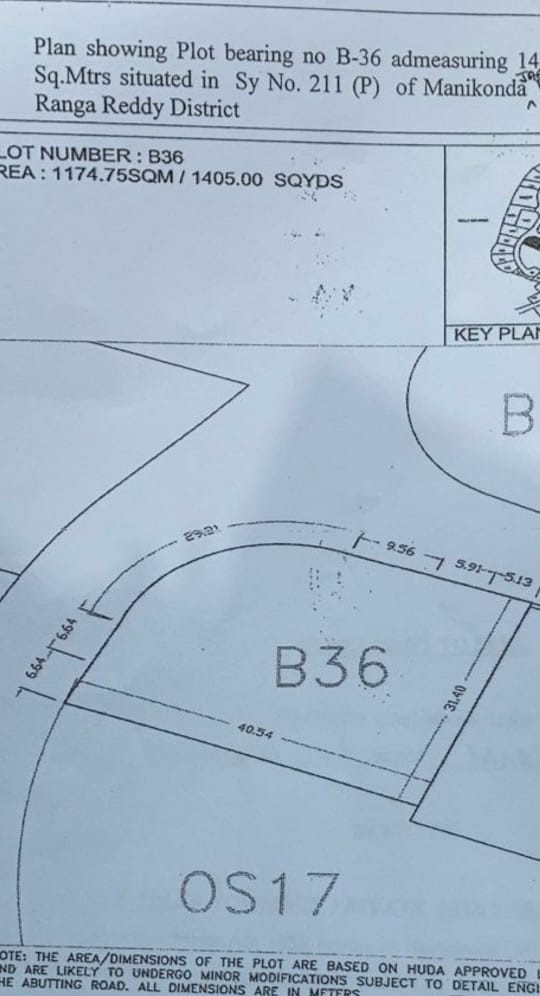 Plan showing Plot bearing no B-36 admeasuring 14
Sq.Mtrs situated in Sy No. 211 (P) of Manikonda
Ranga Reddy District
LOT NUMBER : B36
REA : 1174.75SQM / 1405.00 SQYDS
KEY PLAN
B
9.56
5.91
5.13
6.64
6.64
B36
31.40
40.54
OS17
OTE: THE AREA/DIMENSIONS OF THE PLOT ARE BASED ON HUDA APPROVED
ND ARE LIKELY TO UNDERGO MINOR MODIFICATIONS SUBJECT TO DETAIL ENGI
HE ABUTTING ROAD. ALL DIMENSIONS ARE IN METERS